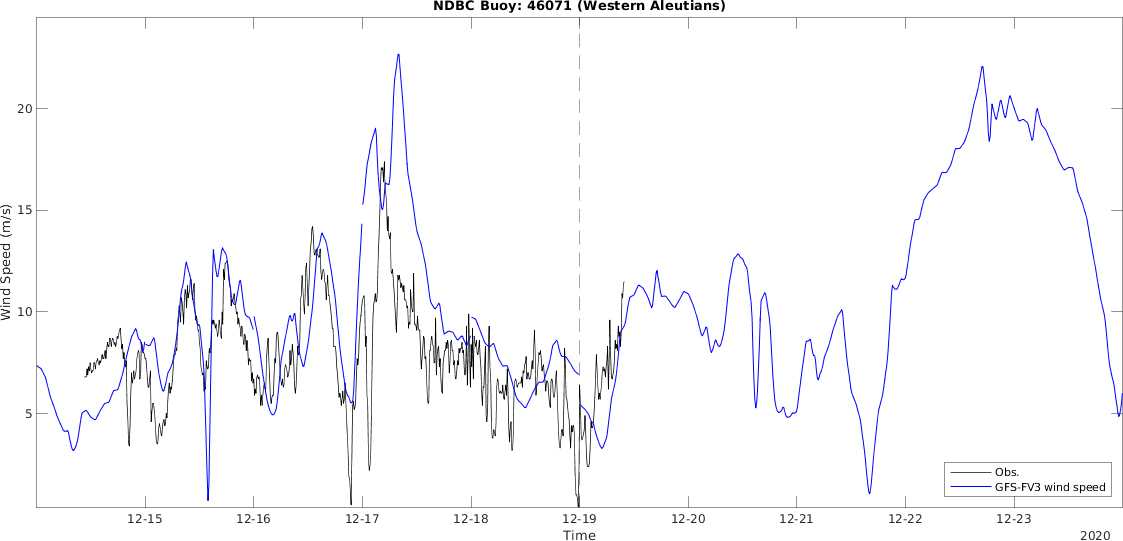 NDBC Buoy: 46071 (Western Aleutians)
Wind Speed (m/s)
20
15
10
5
Obs.
GFS-FV3 wind speed
12-15 12-16 12-17 12-18 12-19 12-20 12-21 12-22 12-23
Time
2020